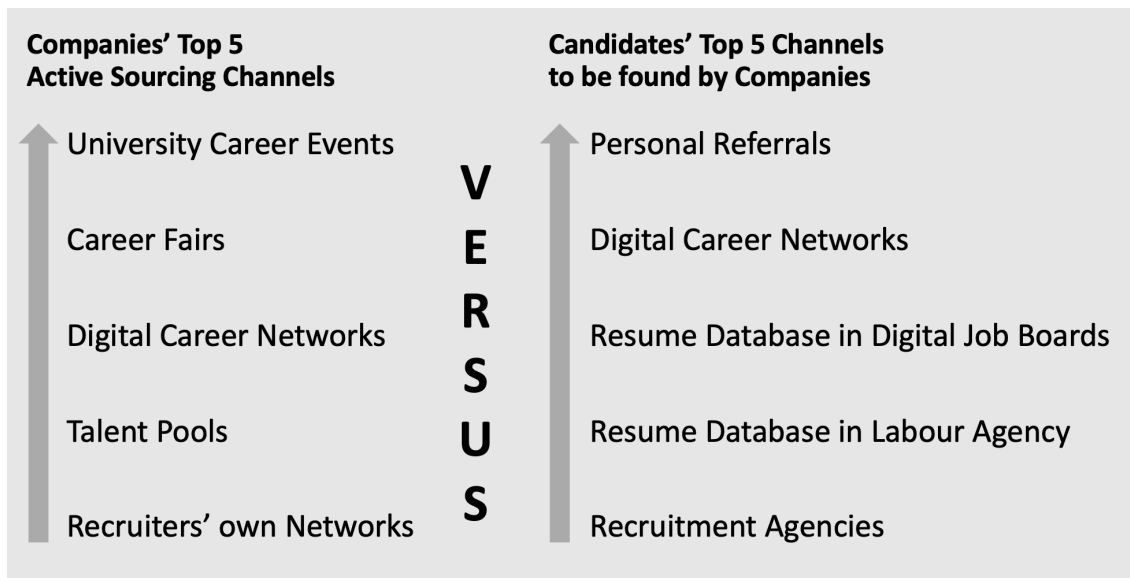 Companies’ Top 5
Active Sourcing Channels
University Career Events
Career Fairs
Digital Career Networks
Talent Pools
Recruiters’ own Networks
VERSUS
Candidates’ Top 5 Channels
to be found by Companies
Personal Referrals
Digital Career Networks
Resume Database in Digital Job Boards
Resume Database in Labour Agency
Recruitment Agencies